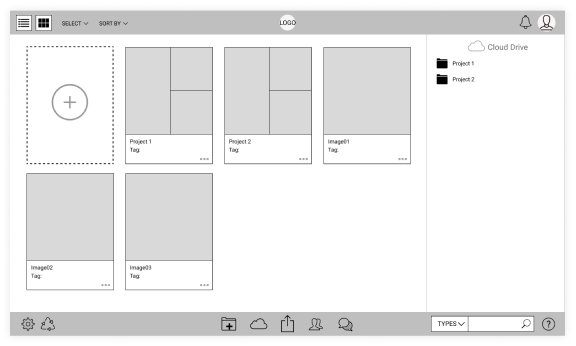 SELECT
SORT BY
LOGO
Cloud Drive
Project 1
Project 2
Project 1
Tag:
Project 2
Tag:
Image01
Tag:
Image02
Tag:
Image03
Tag:
TYPES
?